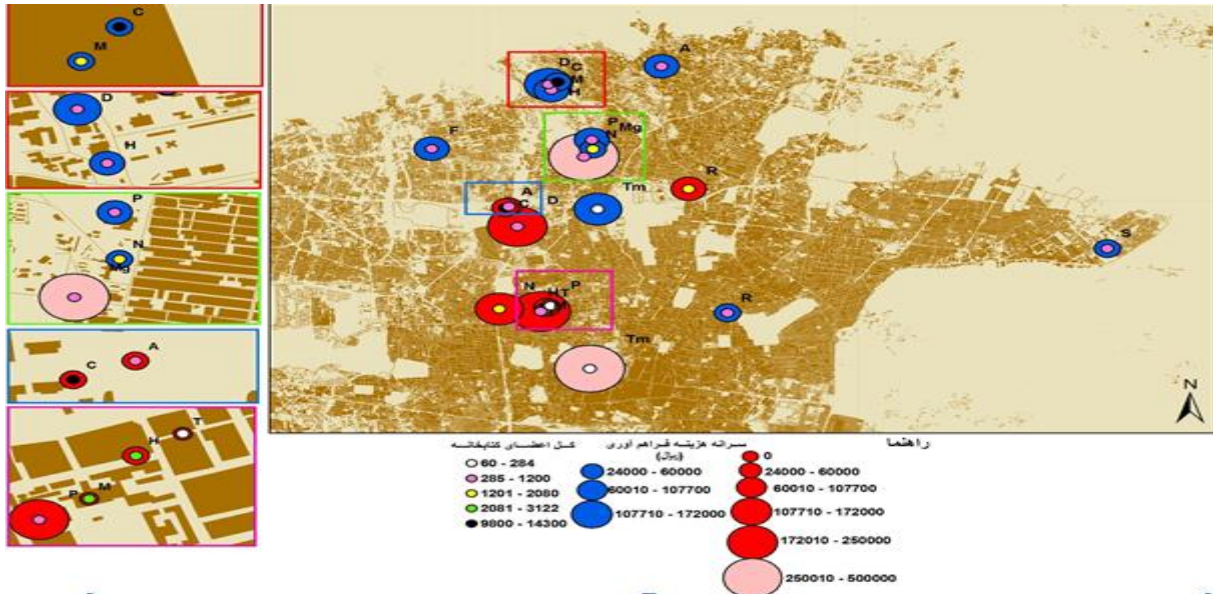 C
M
D
H
P
N
Mg
A
C
T
H
M
P
A
D C
M
H
F
P Mg
N
R
A
C
D
Tm
S
N
H T P
R
Tm
N
راهنما
سرانه هزینه فراهم آوری
(ریال)
کل اعضای کتابخانه
0
24000 - 60000
60010 - 107700
107710 - 172000
172010 - 250000
250010 - 500000
24000 - 60000
60010 - 107700
107710 - 172000
60 - 284
285 - 1200
1201 - 2080
2081 - 3122
9800 - 14300